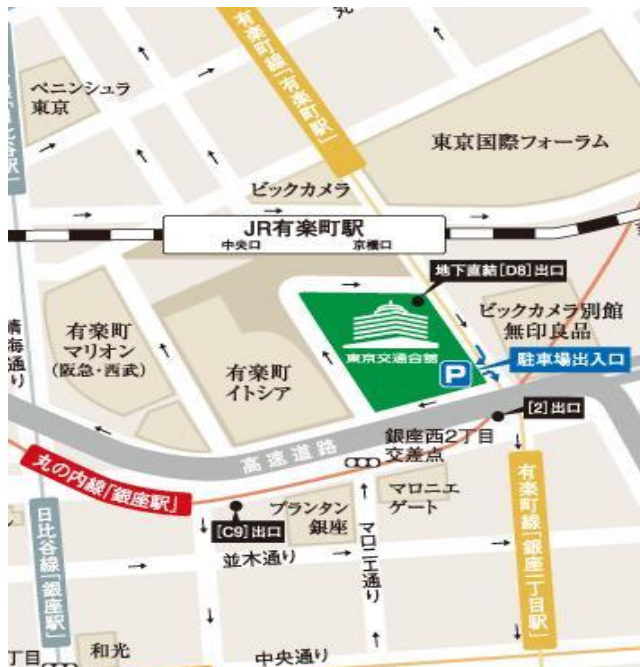 丸
ペニンシュラ
東京
有楽町線「有楽町駅」
東京国際フォーラム
ビックカメラ
JR有楽町駅
中央口
京橋口
地下直結[D8]出口
ビックカメラ別館
無印良品
東京交通会館
P
駐車場出入口
有楽町
マリオン
(阪急・西武)
有楽町
イトシア
晴海通り
[2]出口
高速道路
銀座西2丁目
交差点
丸の内線「銀座駅」
マロニエ
ゲート
プランタン
銀座
[C9]出口
日比谷線「銀座駅」
有楽町線「銀座一丁目駅」
並木通り
マロニエ通り
丁目
和光
中央通り